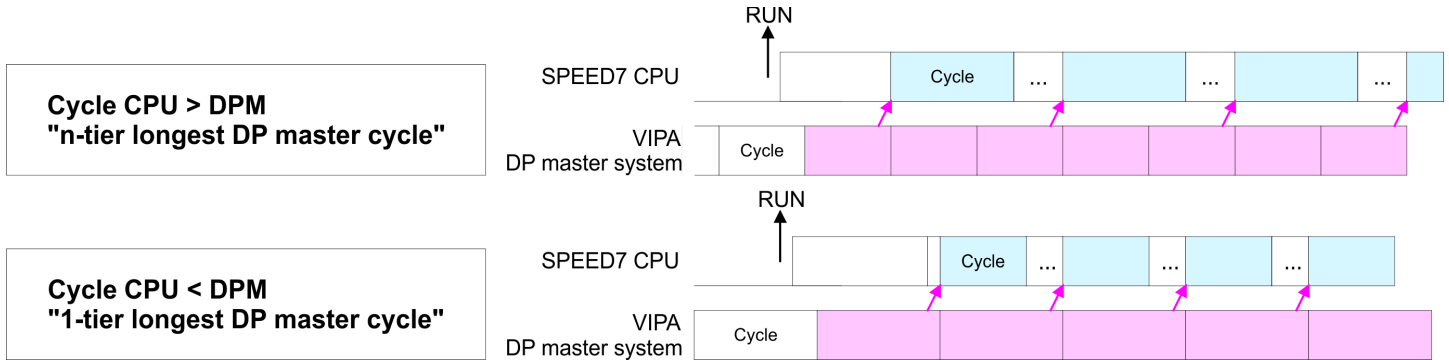 RUN
SPEED7 CPU
Cycle
...
...
...
Cycle CPU > DPM
"n-tier longest DP master cycle"
VIPA
DP master system
Cycle
RUN
SPEED7 CPU
Cycle
...
...
...
Cycle CPU < DPM
"1-tier longest DP master cycle"
VIPA
DP master system
Cycle